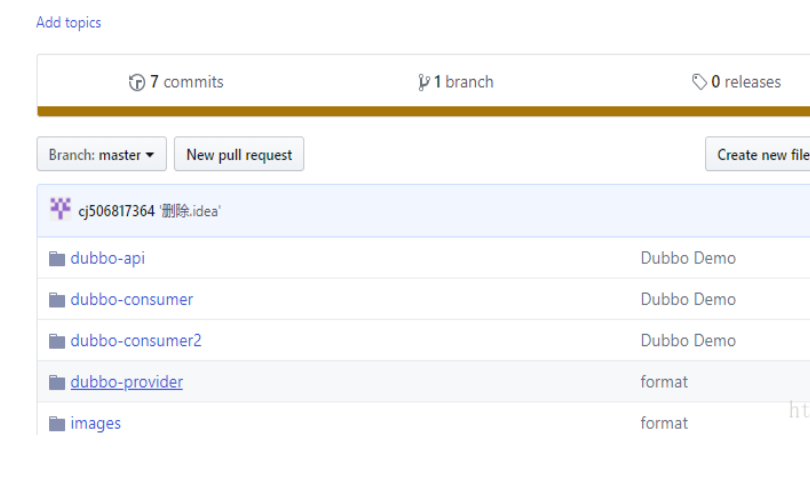 Add topics
7 commits 1 branch 0 releases
Branch: master New pull request Create new file
cj506817364 '删除.idea'
dubbo-api Dubbo Demo
dubbo-consumer Dubbo Demo
dubbo-consumer2 Dubbo Demo
dubbo-provider format
images format
ht